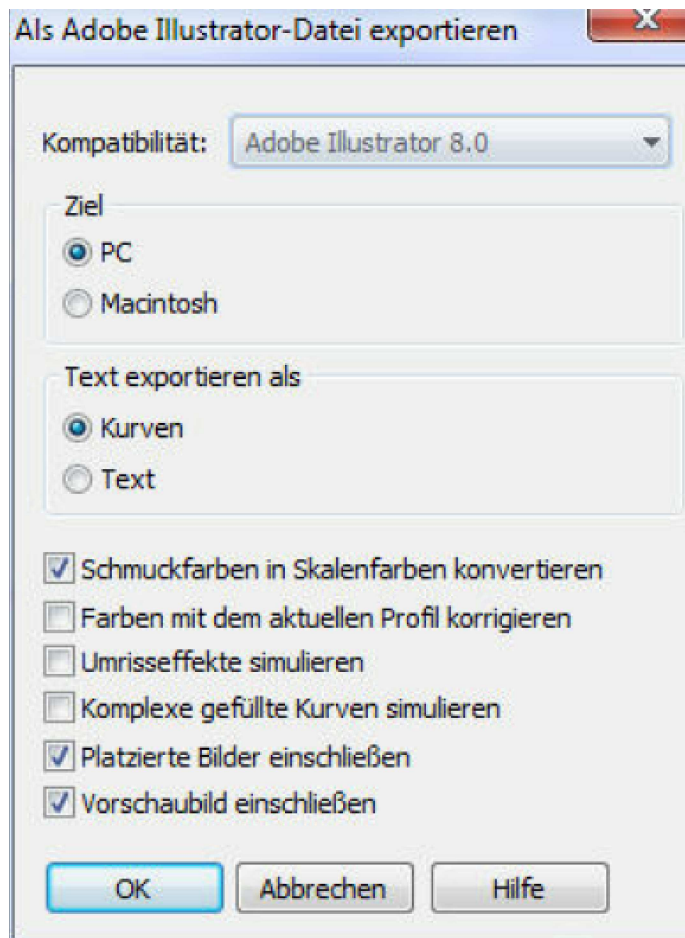 Als Adobe Illustrator-Datei exportieren
Kompatibilität: Adobe Illustrator 8.0
Ziel
PC
Macintosh
Text exportieren als
Kurven
Text
Schmuckfarben in Skalenfarben konvertieren
Farben mit dem aktuellen Profil korrigieren
Umrisseffekte simulieren
Komplexe gefüllte Kurven simulieren
Platzierte Bilder einschließen
Vorschaubild einschließen
OK Abbrechen Hilfe